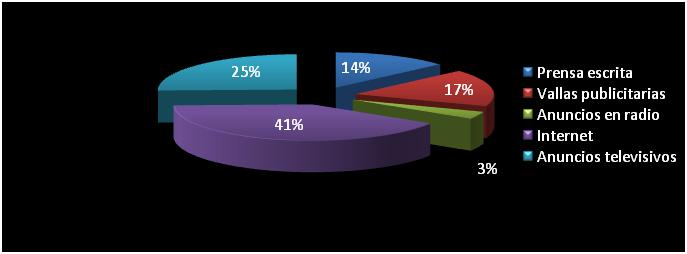 14%
17%
3%
41%
25%
Prensa escrita
Vallas publicitarias
Anuncios en radio
Internet
Anuncios televisivos